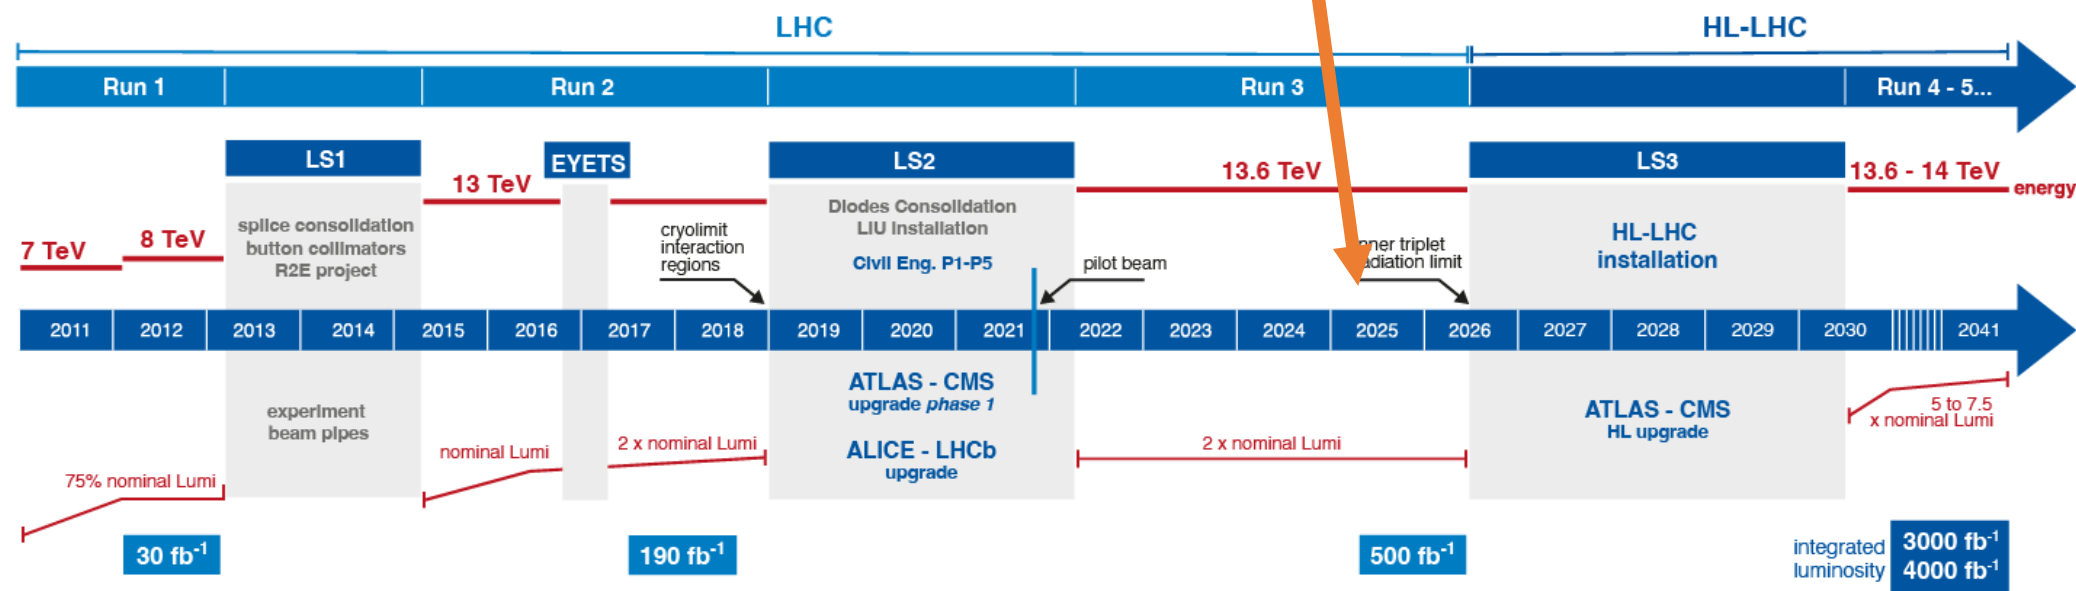 LHC
HL-LHC
Run 1
Run 2
Run 3
Run 4 - 5...
LS1
EYETS
LS2
LS3
13 TeV
13.6 TeV
13.6 - 14 TeV
energy
7 TeV
8 TeV
splice consolidation
button collimators
R2E project
cryolimit
interaction
regions
Diodes Consolidation
LIU Installation
Civil Eng. P1-P5
pilot beam
nner triplet
adiation limit
HL-LHC
installation
2011
2012
2013
2014
2015
2016
2017
2018
2019
2020
2021
2022
2023
2024
2025
2026
2027
2028
2029
2030
2041
experiment
beam pipes
ATLAS - CMS
upgrade phase 1
ALICE - LHCb
upgrade
ATLAS - CMS
HL upgrade
5 to 7.5
x nominal Lumi
75% nominal Lumi
nominal Lumi
2 x nominal Lumi
2 x nominal Lumi
30 fb-1
190 fb-1
500 fb-1
integrated
luminosity
3000 fb-1
4000 fb-1